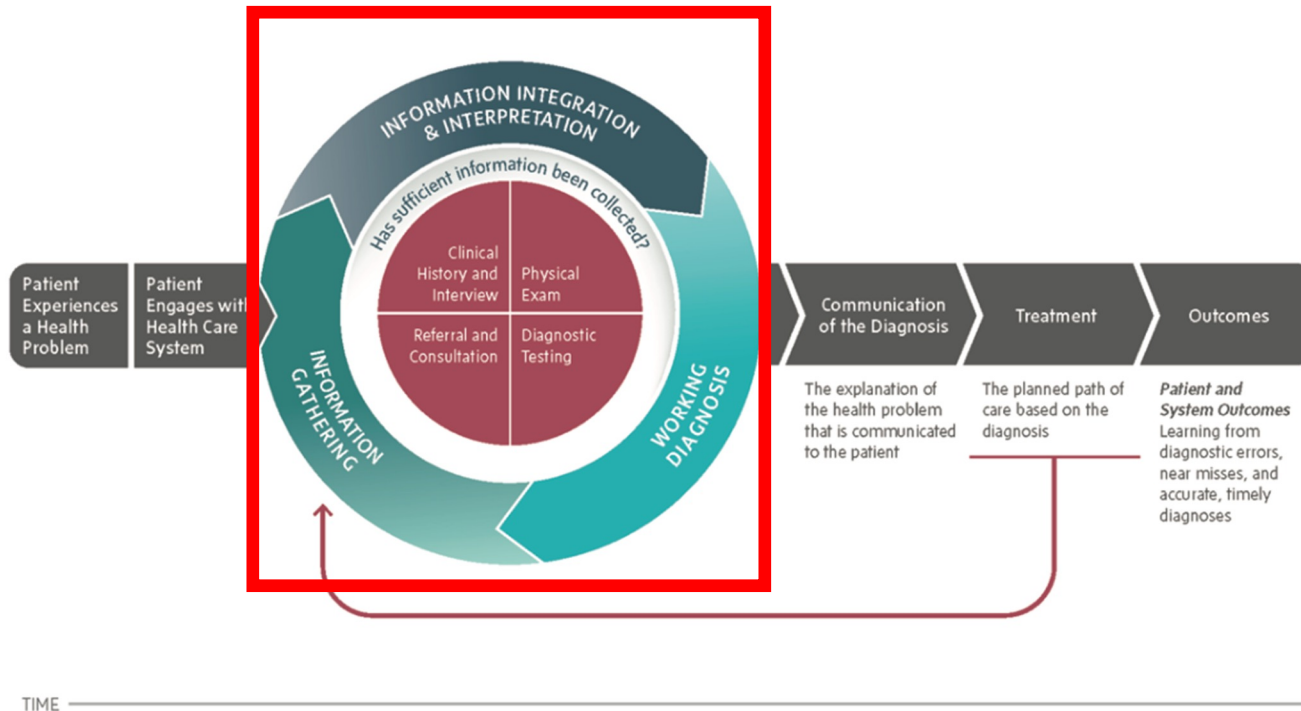 INFORMATION INTEGRATION
& INTERPRETATION
Has sufficient information been collected?
Clinical
History and
Interview
Physical
Exam
Referral and
Consultation
Diagnostic
Testing
INFORMATION
GATHERING
WORKING
DIAGNOSIS
Patient
Experiences
a Health
Problem
Patient
Engages with
Health Care
System
Communication
of the Diagnosis
Treatment
Outcomes
The explanation of
the health problem
that is communicated
to the patient
The planned path of
care based on the
diagnosis
Patient and
System Outcomes
Learning from
diagnostic errors,
near misses, and
accurate, timely
diagnoses
TIME